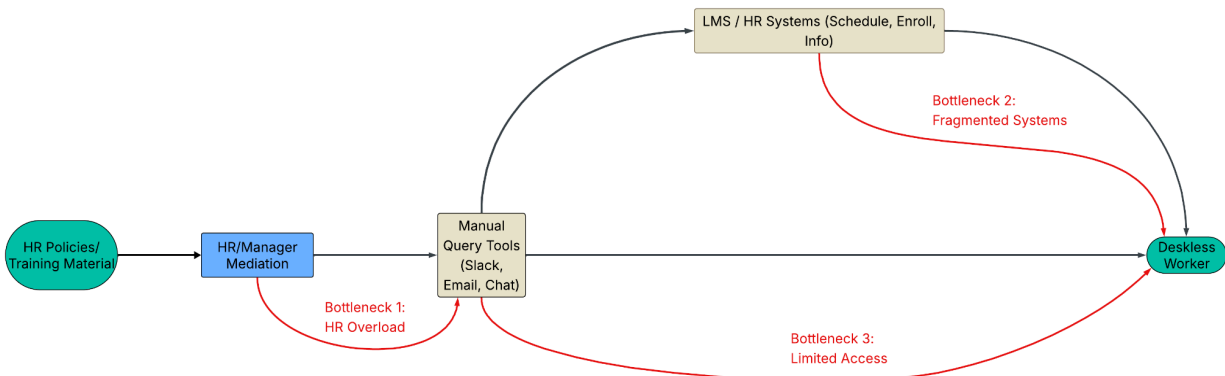 LMS / HR Systems (Schedule, Enroll,
Info)
Bottleneck 2:
Fragmented Systems
HR Policies/
Training Material
HR/Manager
Mediation
Manual
Query Tools
(Slack,
Email, Chat)
Deskless
Worker
Bottleneck 1:
HR Overload
Bottleneck 3:
Limited Access